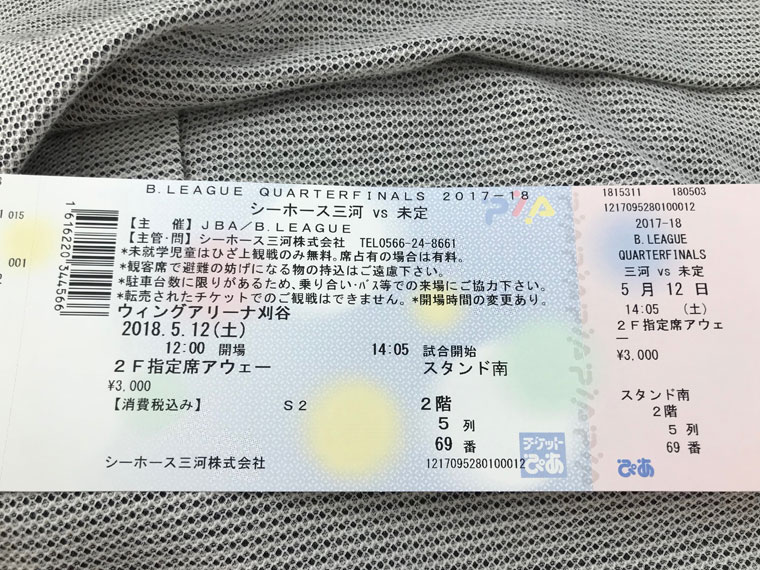 B.LEAGUE QUARTERFINALS 2017-18
シーホース三河 vs 未定
PIA
【主　催】JBA/B.LEAGUE
【主管・問】シーホース三河株式会社　TEL0566-24-8661
*未就学児童はひざ上観戦のみ無料。席占有の場合は有料。
*観客席で避難の妨げになる物の持込はご遠慮下さい。
*駐車台数に限りがあるため、乗り合い・バス等での来場にご協力下さい。
*転売されたチケットでのご観戦はできません。*開場時間の変更あり。
ウィングアリーナ刈谷
2018.5.12(土)
12:00 開場　14:05 試合開始
2F指定席アウェー　スタンド南
¥3,000
【消費税込み】　S2　2階
5 列
69 番
シーホース三河株式会社　1217095280100012
チケットぴあ
1616220344566
015
001
1815311　180503
1217095280100012
2017-18
B.LEAGUE
QUARTERFINALS
三河 vs 未定
5月12日
14:05 (土)
2F指定席アウェ
ー
¥3,000
スタンド南
2階
5 列
69 番
ぴあ